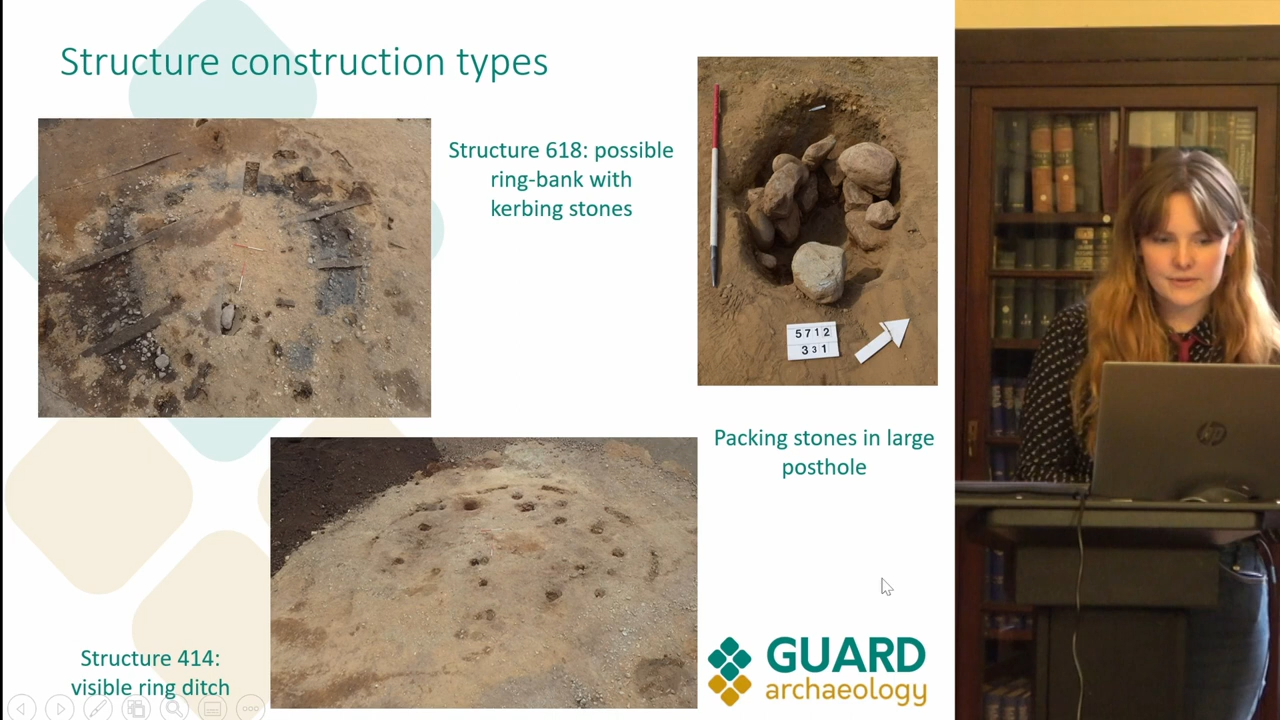 Structure construction types
Structure 618: possible
ring-bank with
kerbing stones
5712
331
Packing stones in large
posthole
Structure 414:
visible ring ditch
GUARD
archaeology
hp